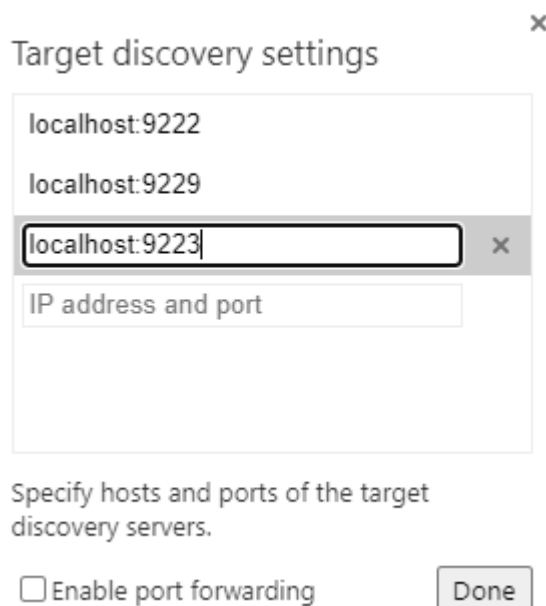 Target discovery settings
localhost:9222
localhost:9229
localhost:9223
IP address and port
Specify hosts and ports of the target
discovery servers.
Enable port forwarding
Done